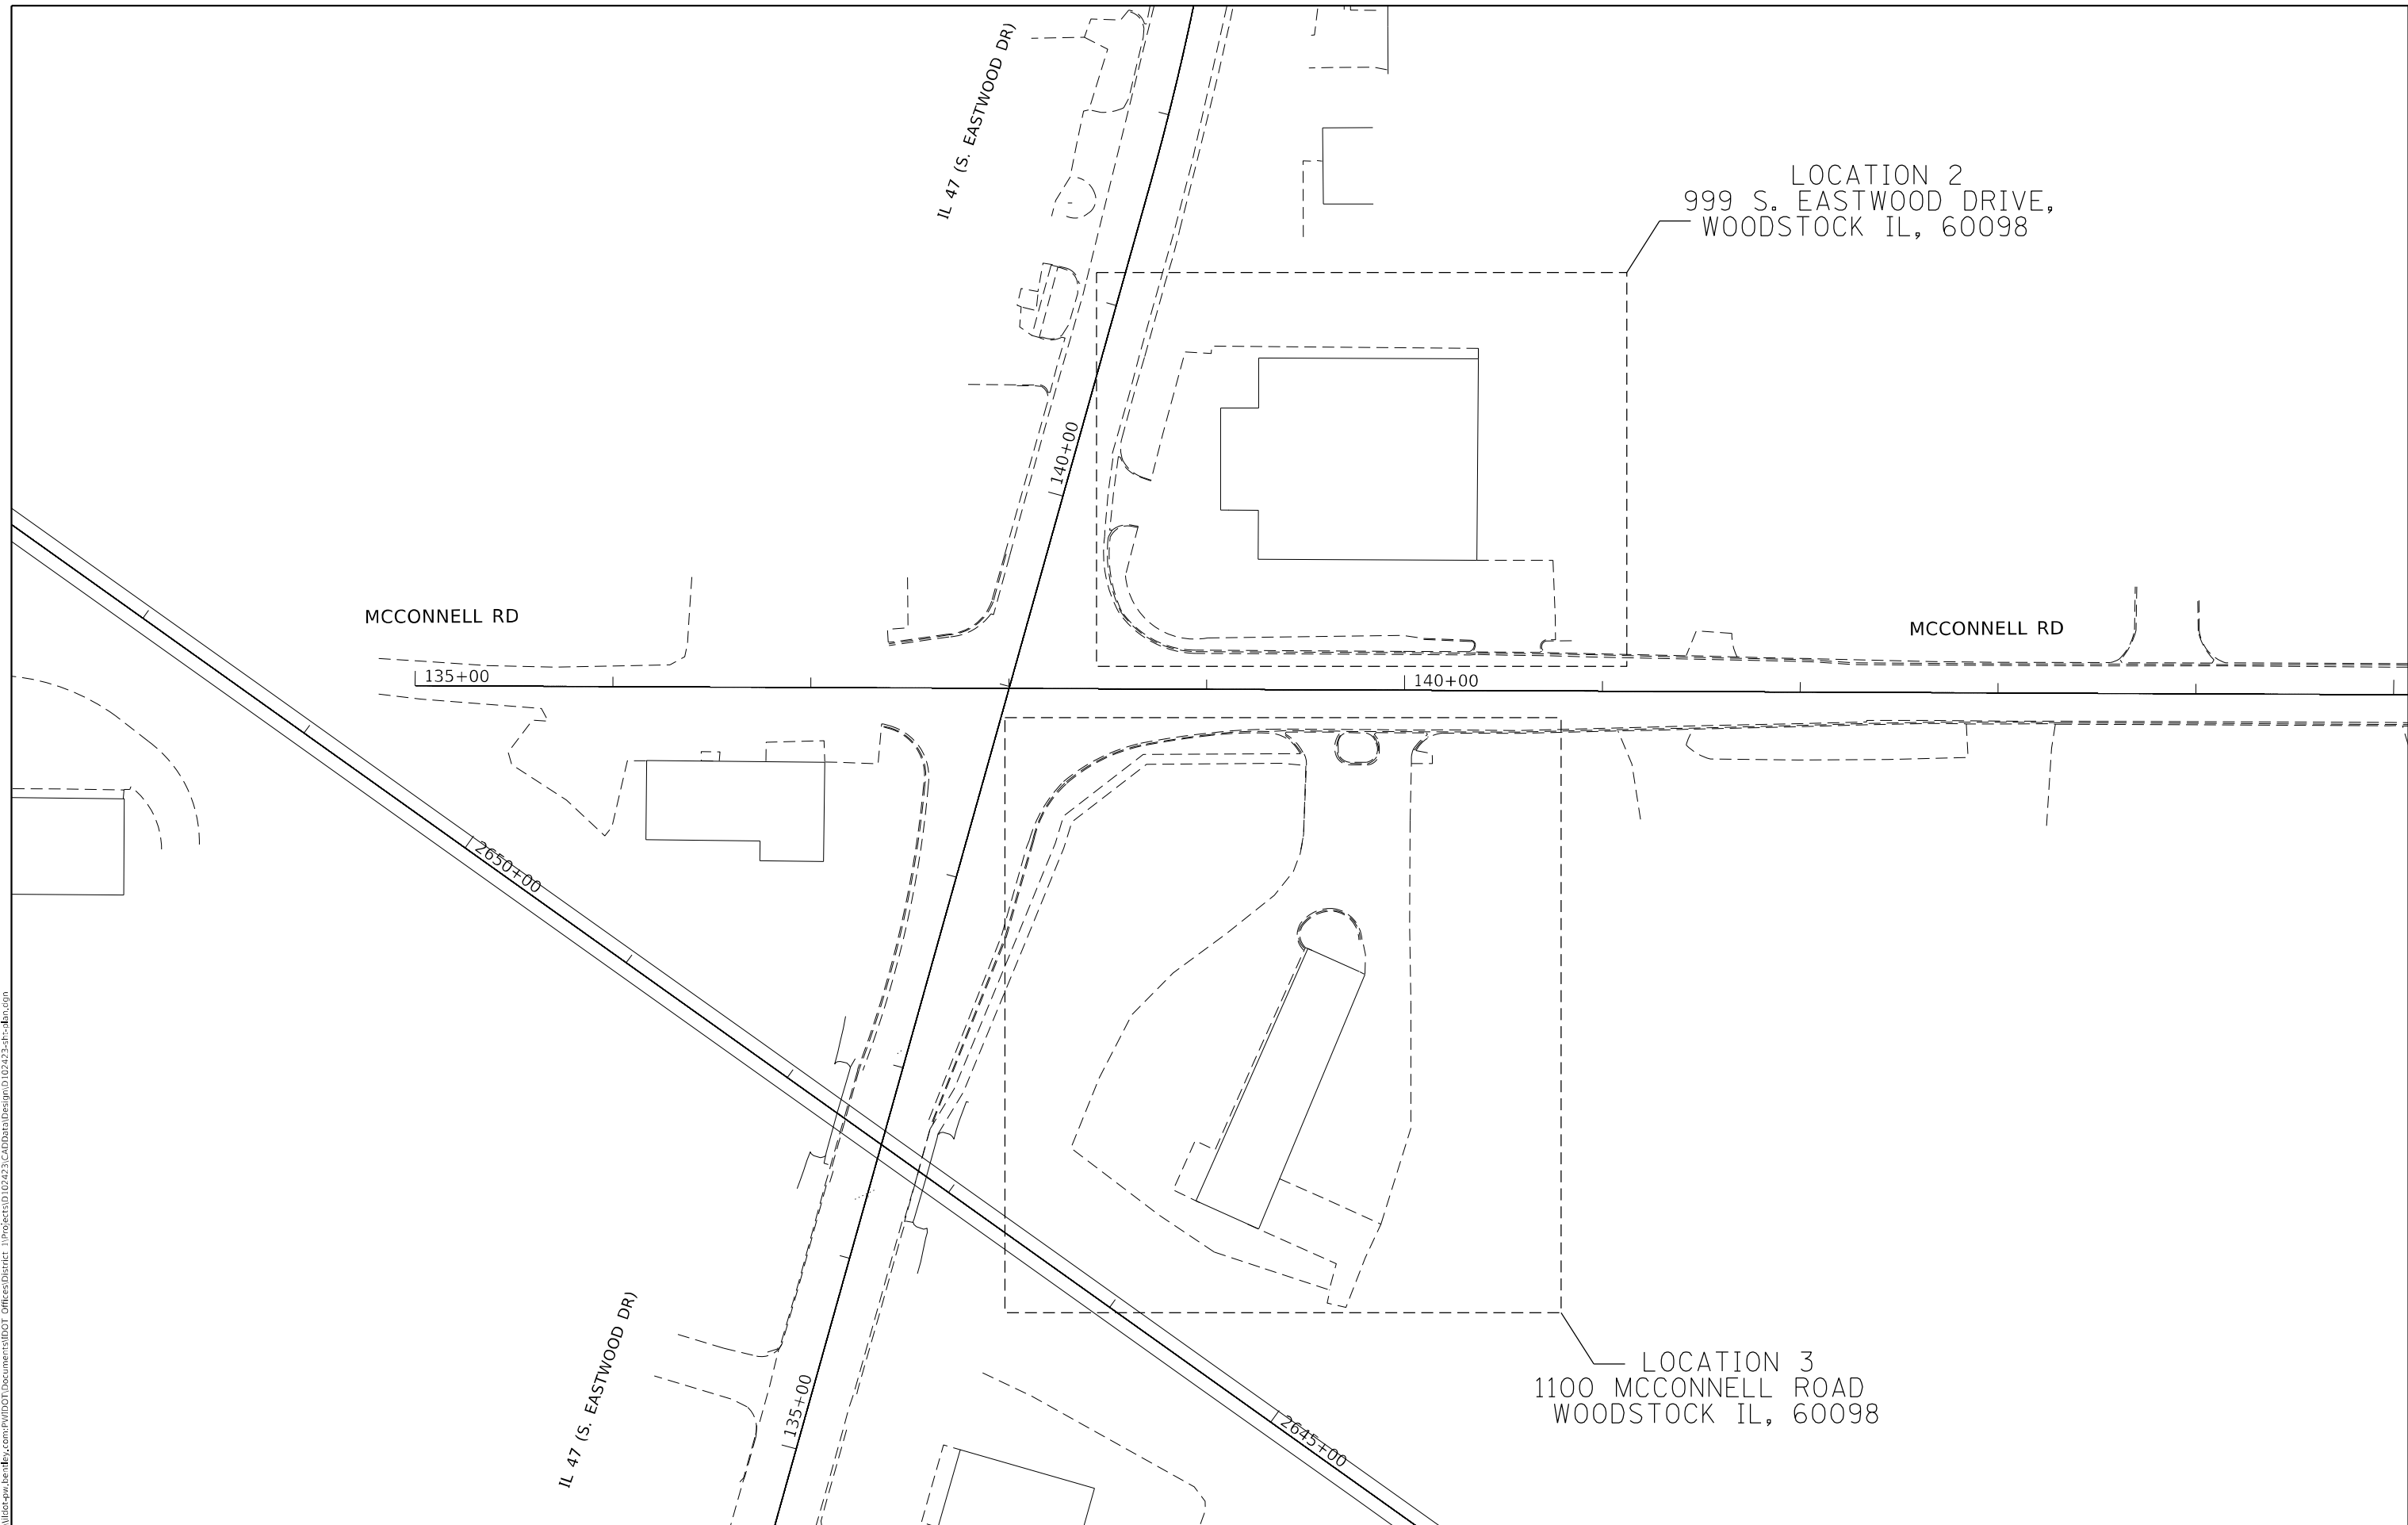 IL 47 (S. EASTWOOD DR)
LOCATION 2
999 S. EASTWOOD DRIVE,
WOODSTOCK IL, 60098
140+00
MCCONNELL RD
MCCONNELL RD
135+00
140+00
2650+00
IL 47 (S. EASTWOOD DR)
135+00
LOCATION 3
1100 MCCONNELL ROAD
WOODSTOCK IL, 60098
2645+00